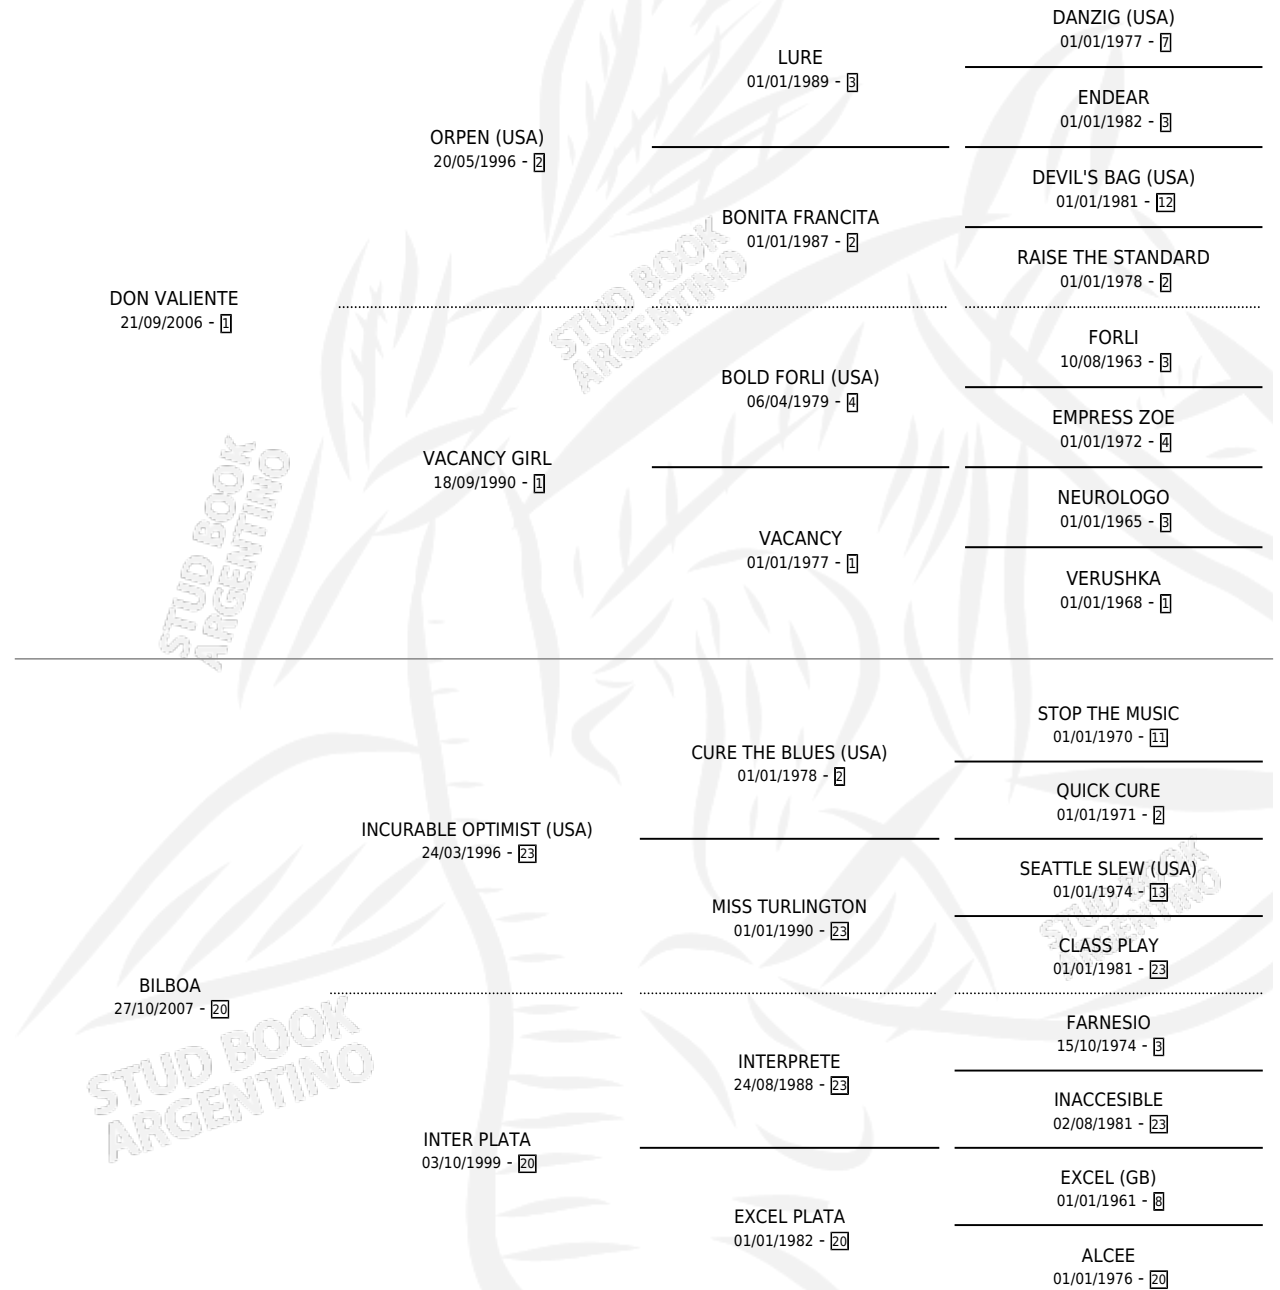 DANZIG (USA)
01/01/1977 - 7
LURE
01/01/1989 - 3
ENDEAR
01/01/1982 - 3
ORPEN (USA)
20/05/1996 - 2
DEVIL'S BAG (USA)
01/01/1981 - 12
BONITA FRANCITA
01/01/1987 - 2
RAISE THE STANDARD
01/01/1978 - 2
DON VALIENTE
21/09/2006 - 1
FORLI
10/08/1963 - 3
BOLD FORLI (USA)
06/04/1979 - 4
EMPRESS ZOE
01/01/1972 - 4
VACANCY GIRL
18/09/1990 - 1
NEUROLOGO
01/01/1965 - 3
VACANCY
01/01/1977 - 1
VERUSHKA
01/01/1968 - 1
STUD BOOK
ARGENTINO
STUD BOOK
ARGENTINO
STOP THE MUSIC
01/01/1970 - 11
CURE THE BLUES (USA)
01/01/1978 - 2
QUICK CURE
01/01/1971 - 2
INCURABLE OPTIMIST (USA)
24/03/1996 - 23
SEATTLE SLEW (USA)
01/01/1974 - 13
MISS TURLINGTON
01/01/1990 - 23
CLASS PLAY
01/01/1981 - 23
BILBOA
27/10/2007 - 20
FARNESIO
15/10/1974 - 3
INTERPRETE
24/08/1988 - 23
INACCESIBLE
02/08/1981 - 23
INTER PLATA
03/10/1999 - 20
EXCEL (GB)
01/01/1961 - 8
EXCEL PLATA
01/01/1982 - 20
ALCEE
01/01/1976 - 20
STUD BOOK
ARGENTINO
STUD BOOK
ARGENTINO